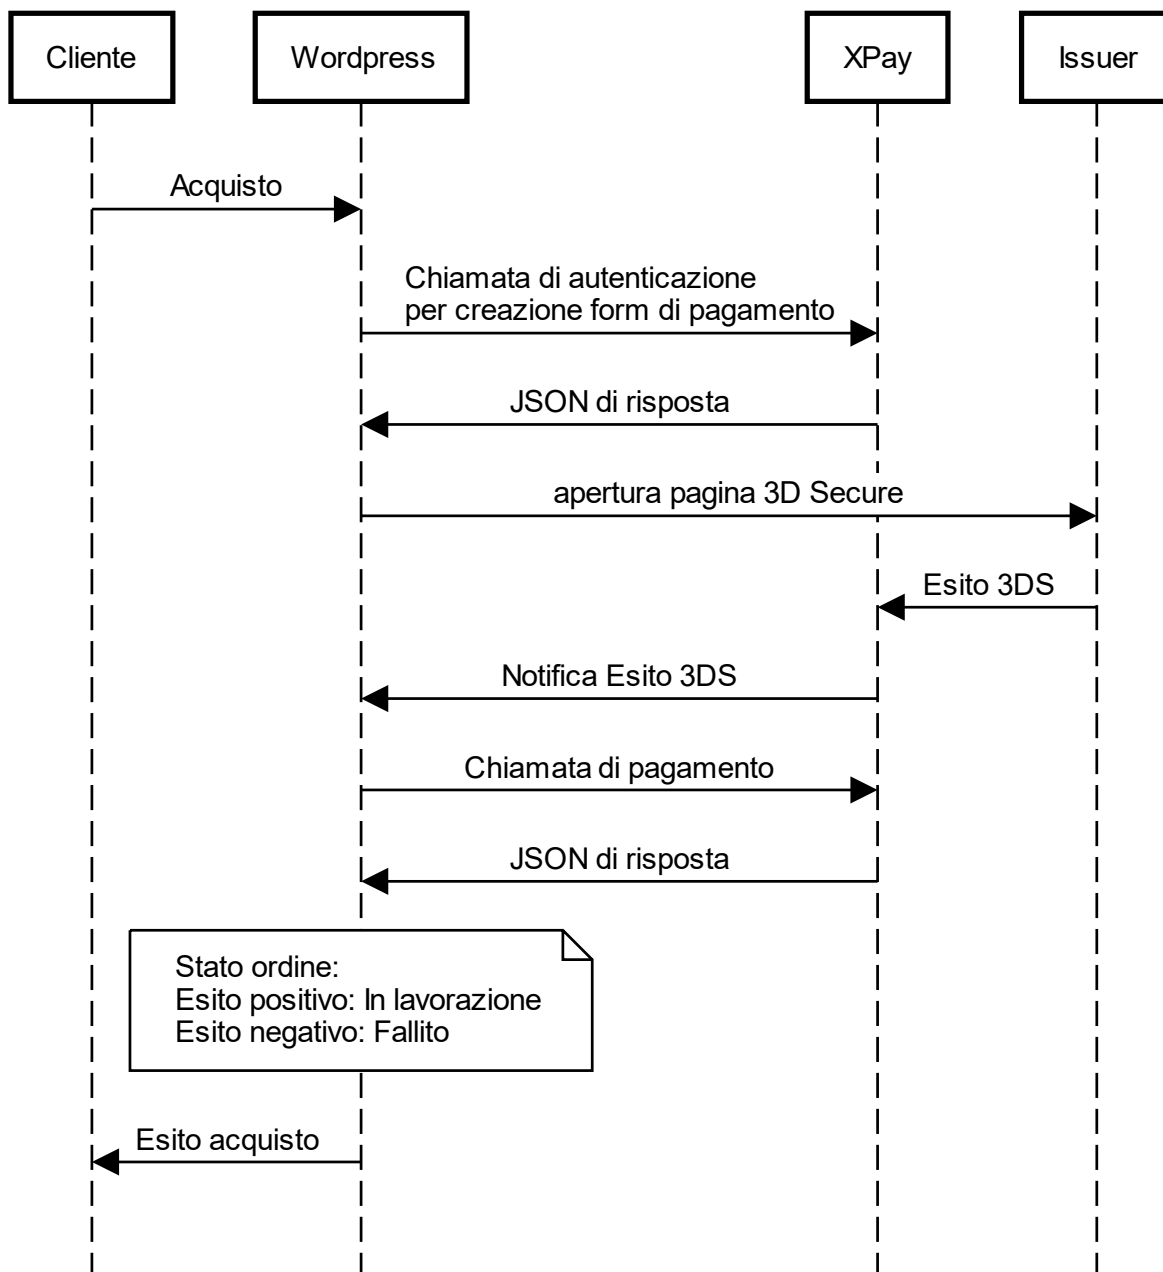 Cliente
Wordpress
XPay
Issuer
Acquisto
Chiamata di autenticazione
per creazione form di pagamento
JSON di risposta
apertura pagina 3D Secure
Esito 3DS
Notifica Esito 3DS
Chiamata di pagamento
JSON di risposta
Stato ordine:
Esito positivo: In lavorazione
Esito negativo: Fallito
Esito acquisto